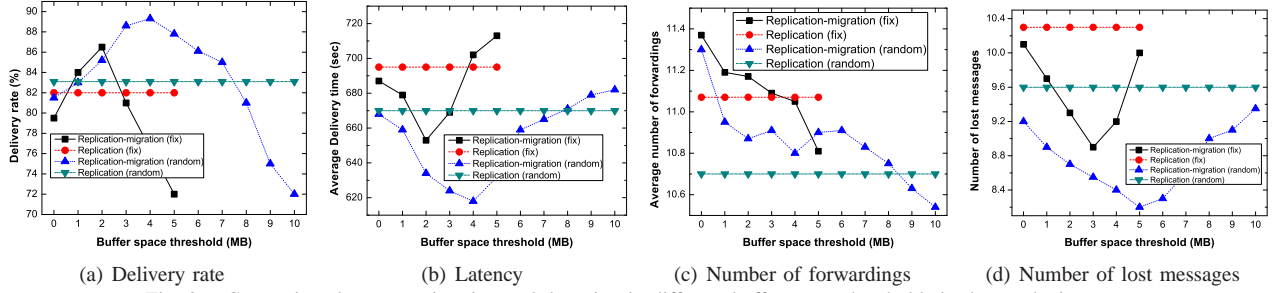 Delivery rate (%)
90
88
86
84
82
80
78
76
74
72
70
Replication-migration (fix)
Replication (fix)
Replication-migration (random)
Replication (random)
0 1 2 3 4 5 6 7 8 9 10
Buffer space threshold (MB)
(a) Delivery rate
Average Delivery time (sec)
720
700
680
660
640
620
Replication-migration (fix)
Replication (fix)
Replication-migration (random)
Replication (random)
0 1 2 3 4 5 6 7 8 9 10
Buffer space threshold (MB)
(b) Latency
Average number of forwardings
11.4
11.2
11.0
10.8
10.6
Replication-migration (fix)
Replication (fix)
Replication-migration (random)
Replication (random)
0 1 2 3 4 5 6 7 8 9 10
Buffer space threshold (MB)
(c) Number of forwardings
Number of lost messages
10.4
10.0
9.6
9.2
8.8
8.4
Replication-migration (fix)
Replication (fix)
Replication-migration (random)
Replication (random)
0 1 2 3 4 5 6 7 8 9 10
Buffer space threshold (MB)
(d) Number of lost messages